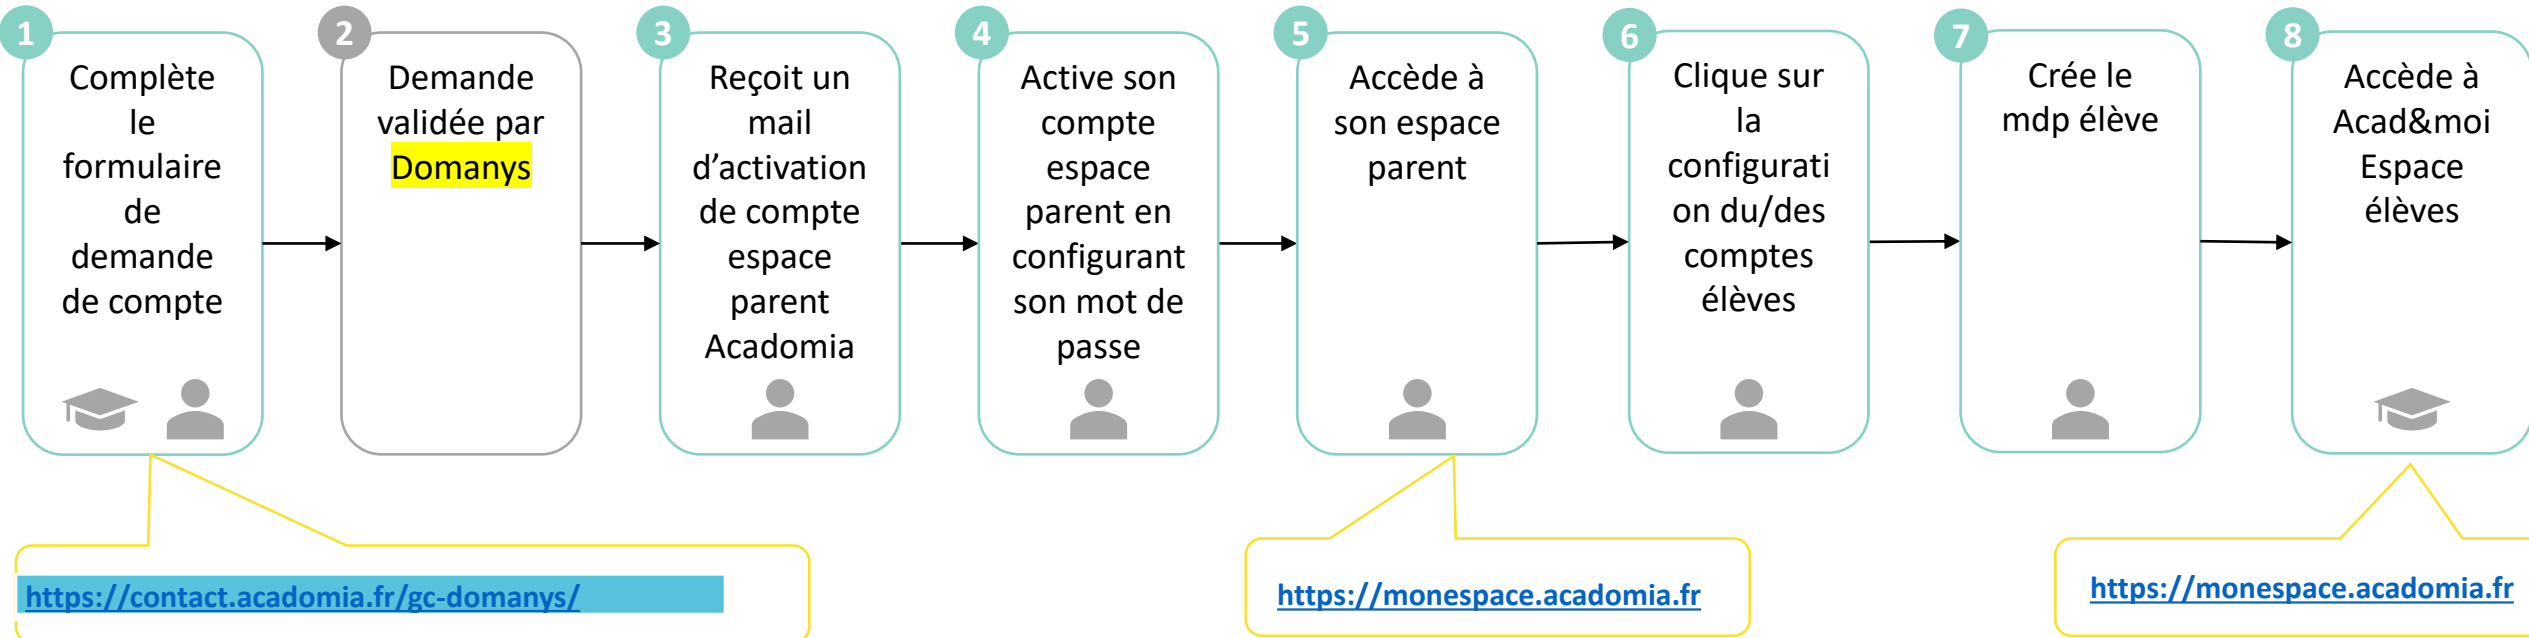 1
Complète
le
formulaire
de
demande
de compte
2
Demande
validée par
Domanys
3
Reçoit un
mail
d’activation
de compte
espace
parent
Acadomia
4
Active son
compte
espace
parent en
configurant
son mot de
passe
5
Accède à
son espace
parent
6
Clique sur
la
configurati
on du/des
comptes
élèves
7
Crée le
mdp élève
8
Accède à
Acad&moi
Espace
élèves
https://contact.acadomia.fr/gc-domanys/
https://monespace.acadomia.fr
https://monespace.acadomia.fr